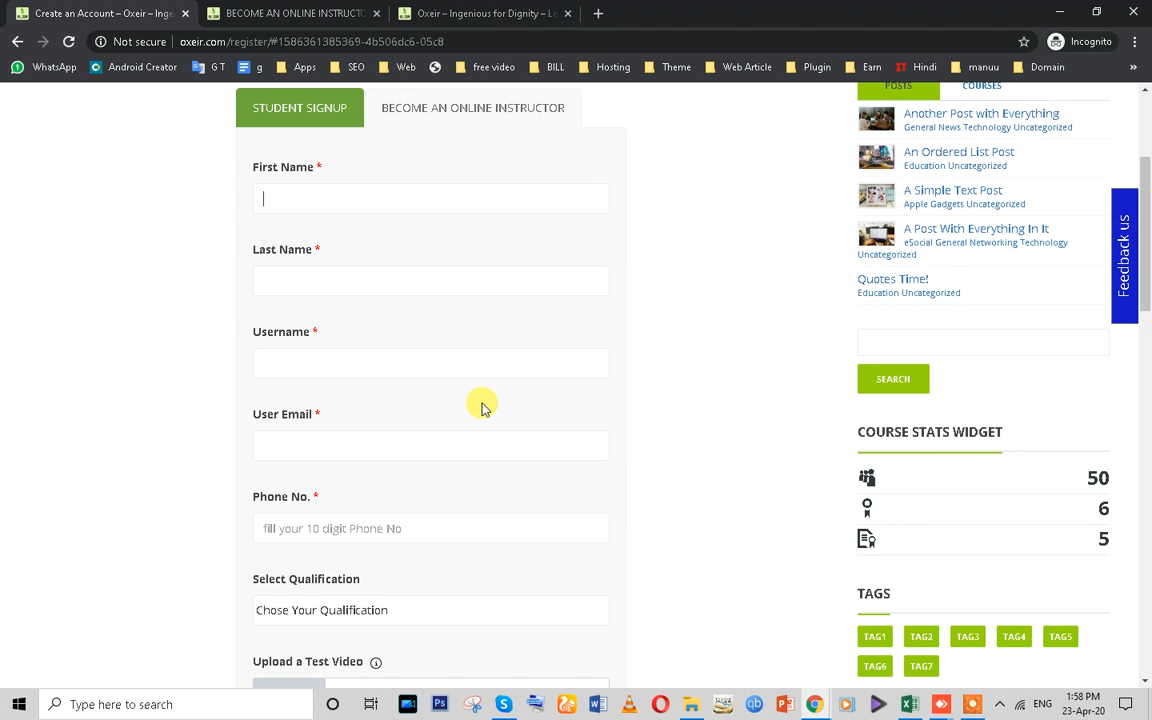 Create an Account – Oxeir – Inge
BECOME AN ONLINE INSTRUCTO
Oxeir – Ingenious for Dignity – Le
Not secure
oxeir.com/register/#1586361385369-4b506dc6-05c8
Incognito
WhatsApp
Android Creator
G T
g
Apps
SEO
Web
free video
BILL
Hosting
Theme
Web Article
Plugin
Earn
Hindi
manuu
Domain
STUDENT SIGNUP
BECOME AN ONLINE INSTRUCTOR
First Name *
Last Name *
Username *
User Email *
Phone No. *
fill your 10 digit Phone No
Select Qualification
Chose Your Qualification
Upload a Test Video
POSTS
COURSES
Another Post with Everything
General News Technology Uncategorized
An Ordered List Post
Education Uncategorized
A Simple Text Post
Apple Gadgets Uncategorized
A Post With Everything In It
eSocial General Networking Technology
Uncategorized
Quotes Time!
Education Uncategorized
SEARCH
COURSE STATS WIDGET
50
6
5
TAGS
TAG1
TAG2
TAG3
TAG4
TAG5
TAG6
TAG7
Feedback us
Type here to search
ENG
1:58 PM
23-Apr-20